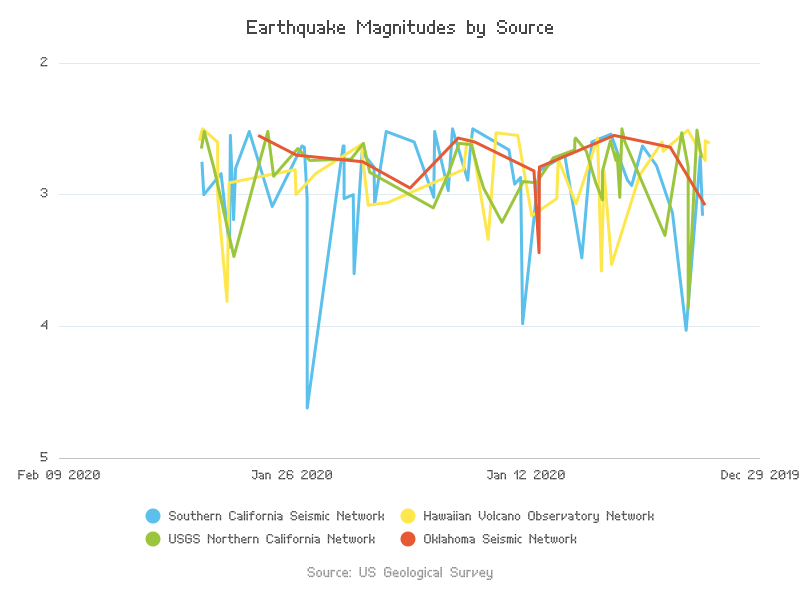 Earthquake Magnitudes by Source
2
3
4
5
Feb 09 2020 Jan 26 2020 Jan 12 2020 Dec 29 2019
Southern California Seismic Network Hawaiian Volcano Observatory Network
USGS Northern California Network Oklahoma Seismic Network
Source: US Geological Survey